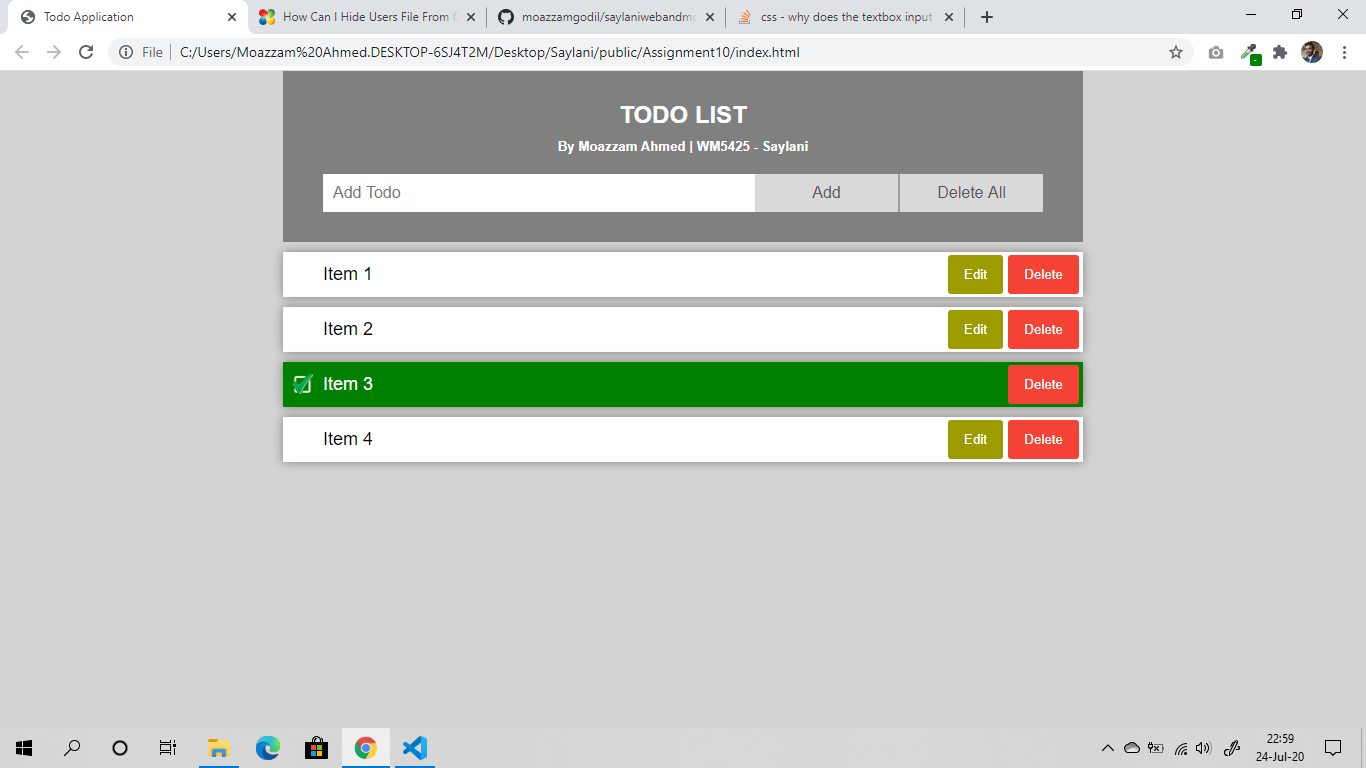 Todo Application
How Can I Hide Users File From
moazzamgodil/saylaniwebandmo
css - why does the textbox input
File C:/Users/Moazzam%20Ahmed.DESKTOP-6SJ4T2M/Desktop/Saylani/public/Assignment10/index.html
TODO LIST
By Moazzam Ahmed | WM5425 - Saylani
Add Todo Add Delete All
Item 1 Edit Delete
Item 2 Edit Delete
Item 3 Delete
Item 4 Edit Delete
22:59
24-Jul-20